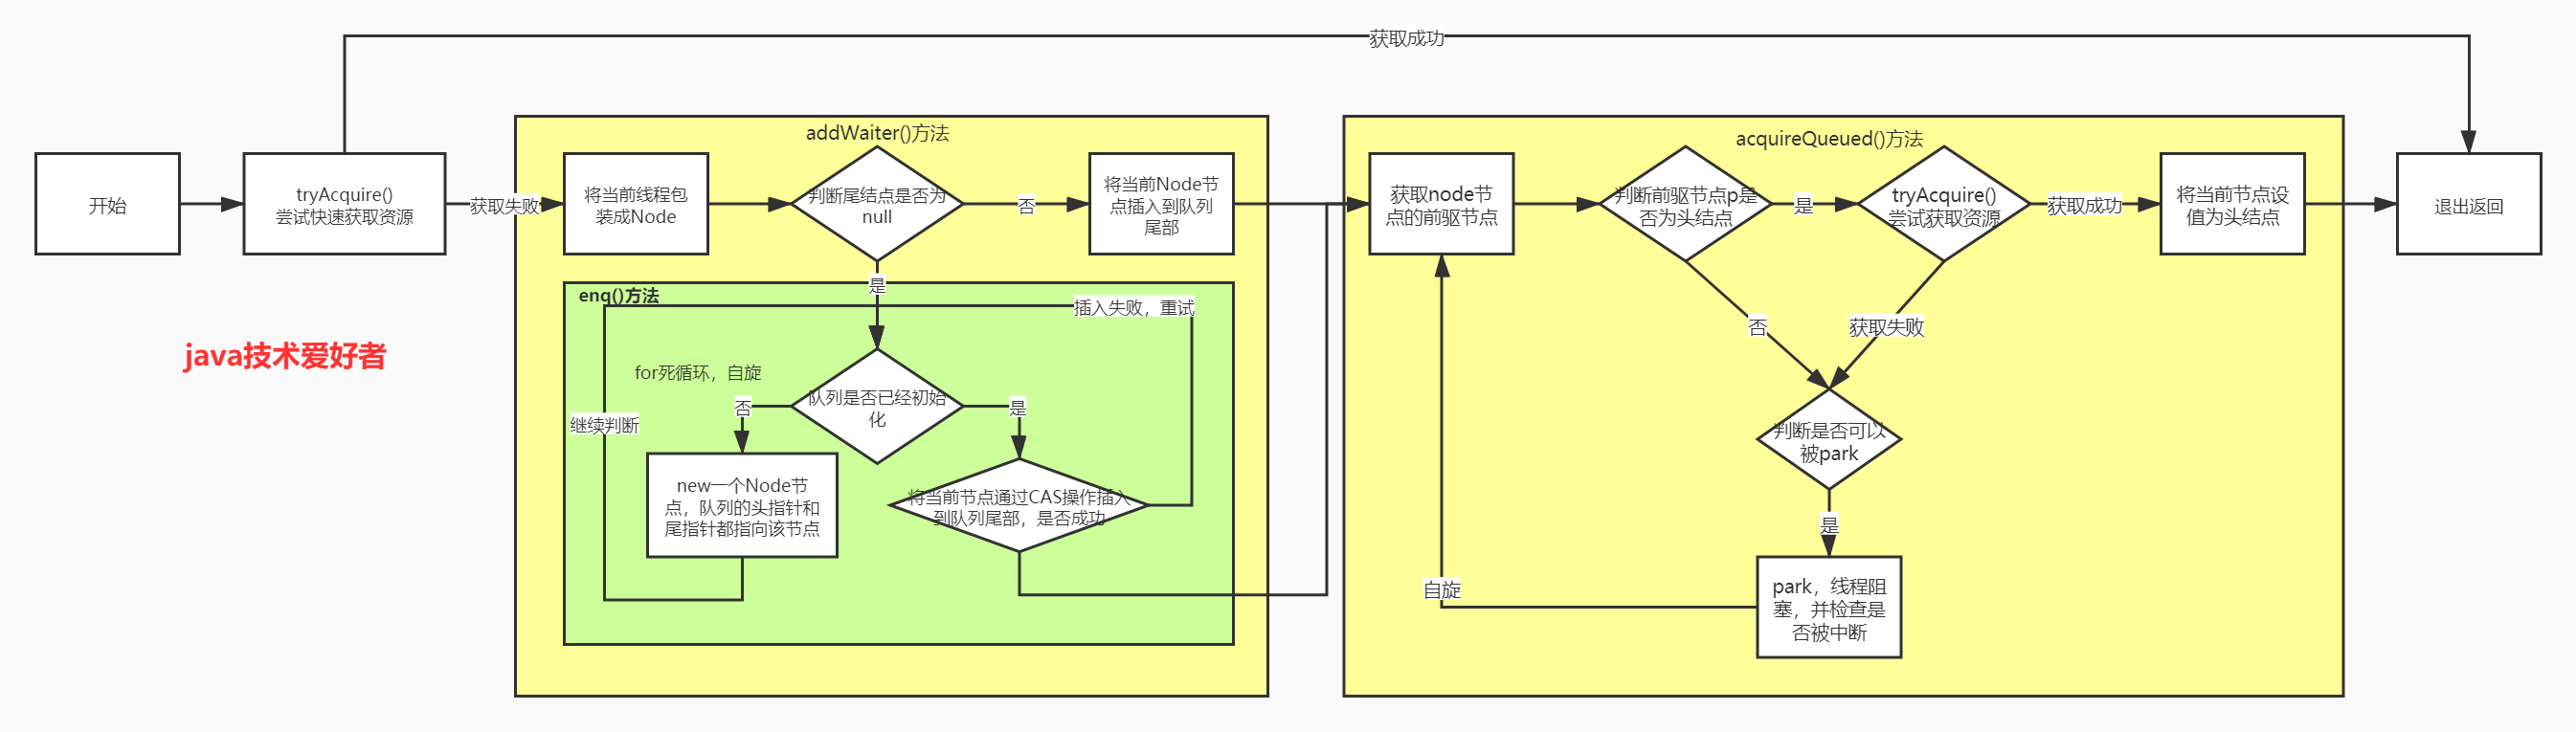 获取成功
addWaiter()方法
acquireQueued()方法
开始
tryAcquire()
尝试快速获取资源
获取失败
将当前线程包
装成Node
判断尾结点是否为
null
否
将当前Node节
点插入到队列
尾部
获取node节
点的前驱节点
判断前驱节点p是
否为头结点
是
tryAcquire()
尝试获取资源
获取成功
将当前节点设
值为头结点
退出返回
是
enq()方法
插入失败，重试
java技术爱好者
for死循环，自旋
队列是否已经初始
化
否
是
继续判断
new一个Node节
点，队列的头指针和
尾指针都指向该节点
将当前节点通过CAS操作插入
到队列尾部，是否成功
否
获取失败
判断是否可以
被park
是
自旋
park，线程阻
塞，并检查是
否被中断